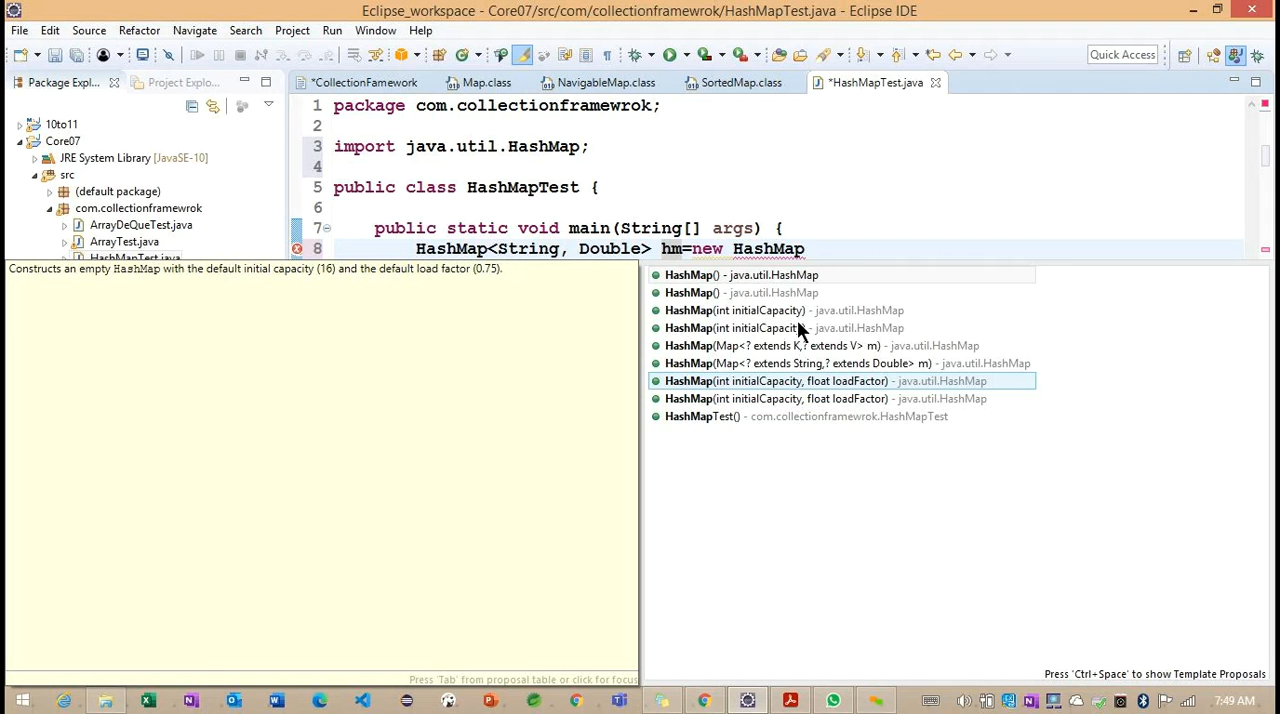 Eclipse_workspace - Core07/src/com/collectionframewrok/HashMapTest.java - Eclipse IDE
File Edit Source Refactor Navigate Search Project Run Window Help
Quick Access
Package Expl... Project Explo...
*CollectionFamework Map.class NavigableMap.class SortedMap.class *HashMapTest.java
10to11
Core07
JRE System Library [JavaSE-10]
src
(default package)
com.collectionframewrok
ArrayDeQueTest.java
ArrayTest.java
HashMapTest.java
1 package com.collectionframewrok;
2
3 import java.util.HashMap;
4
5 public class HashMapTest {
6
7 public static void main(String[] args) {
8 HashMap<String, Double> hm=new HashMap
Constructs an empty HashMap with the default initial capacity (16) and the default load factor (0.75).
Press 'Tab' from proposal table or click for focus
HashMap() - java.util.HashMap
HashMap() - java.util.HashMap
HashMap(int initialCapacity) - java.util.HashMap
HashMap(int initialCapacity) - java.util.HashMap
HashMap(Map<? extends K,? extends V> m) - java.util.HashMap
HashMap(Map<? extends String,? extends Double> m) - java.util.HashMap
HashMap(int initialCapacity, float loadFactor) - java.util.HashMap
HashMap(int initialCapacity, float loadFactor) - java.util.HashMap
HashMapTest() - com.collectionframewrok.HashMapTest
Press 'Ctrl+Space' to show Template Proposals
7:49 AM